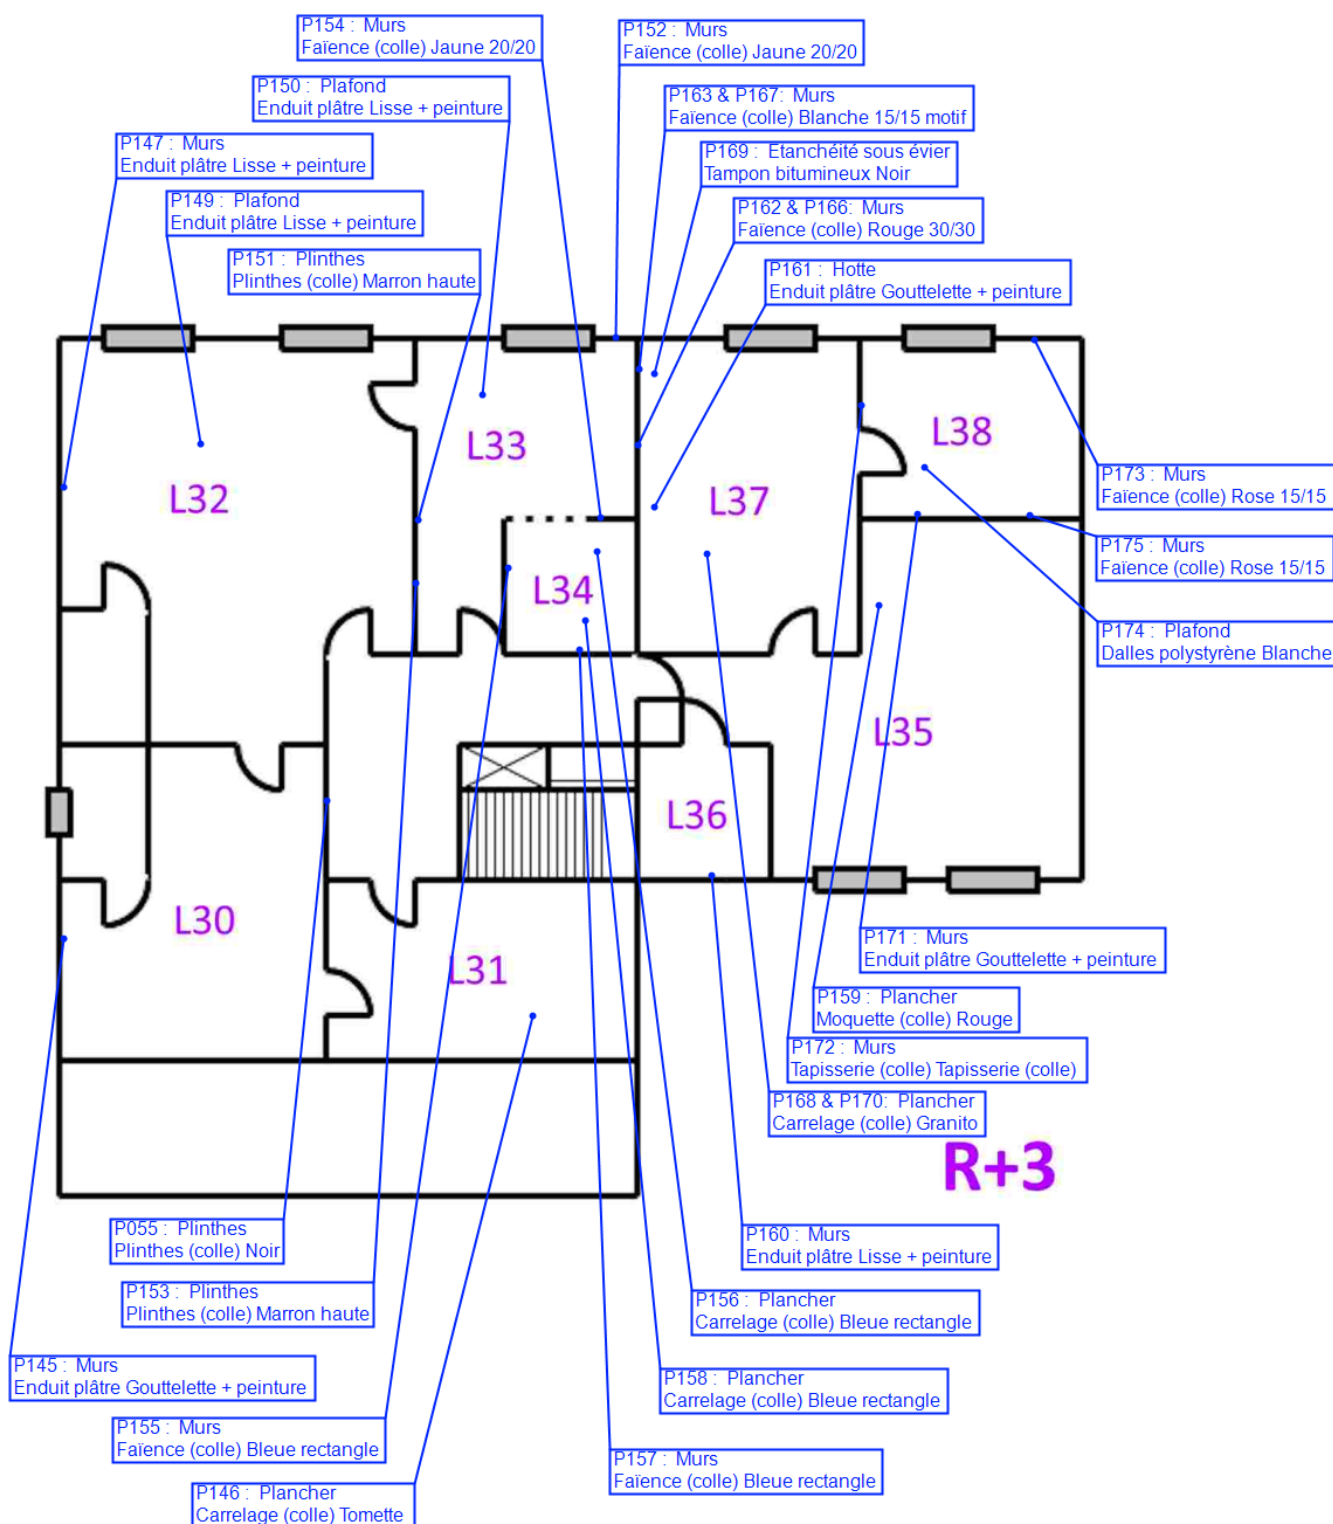 P154 : Murs
Faïence (colle) Jaune 20/20
P152 : Murs
Faïence (colle) Jaune 20/20
P150 : Plafond
Enduit plâtre Lisse + peinture
P163 & P167: Murs
Faïence (colle) Blanche 15/15 motif
P147 : Murs
Enduit plâtre Lisse + peinture
P169 : Etanchéité sous évier
Tampon bitumineux Noir
P149 : Plafond
Enduit plâtre Lisse + peinture
P162 & P166: Murs
Faïence (colle) Rouge 30/30
P151 : Plinthes
Plinthes (colle) Marron haute
P161 : Hotte
Enduit plâtre Gouttelette + peinture
L33
L38
L32
L37
P173 : Murs
Faïence (colle) Rose 15/15
P175 : Murs
Faïence (colle) Rose 15/15
L34
P174 : Plafond
Dalles polystyrène Blanche
L35
L36
L30
L31
P171 : Murs
Enduit plâtre Gouttelette + peinture
P159 : Plancher
Moquette (colle) Rouge
P172 : Murs
Tapisserie (colle) Tapisserie (colle)
P168 & P170: Plancher
Carrelage (colle) Granito
R+3
P055 : Plinthes
Plinthes (colle) Noir
P160 : Murs
Enduit plâtre Lisse + peinture
P153 : Plinthes
Plinthes (colle) Marron haute
P156 : Plancher
Carrelage (colle) Bleue rectangle
P145 : Murs
Enduit plâtre Gouttelette + peinture
P158 : Plancher
Carrelage (colle) Bleue rectangle
P155 : Murs
Faïence (colle) Bleue rectangle
P157 : Murs
Faïence (colle) Bleue rectangle
P146 : Plancher
Carrelage (colle) Tomette